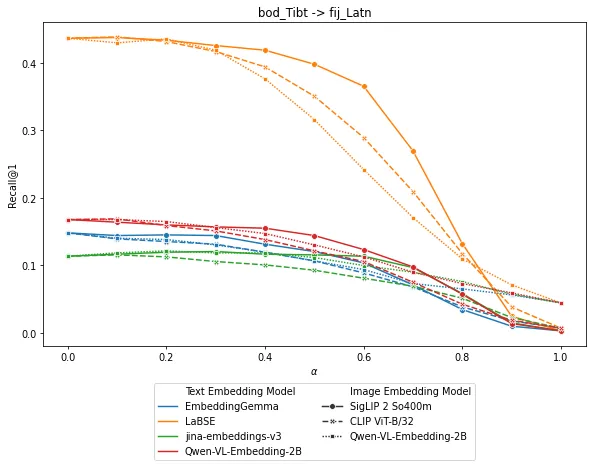 bod_Tibt -> fij_Latn
0.4
0.3
0.2
0.1
0.0
Recall@1
0.0 0.2 0.4 0.6 0.8 1.0
α
Text Embedding Model Image Embedding Model
EmbeddingGemma SigLIP 2 So400m
LaBSE CLIP ViT-B/32
jina-embeddings-v3 Qwen-VL-Embedding-2B
Qwen-VL-Embedding-2B